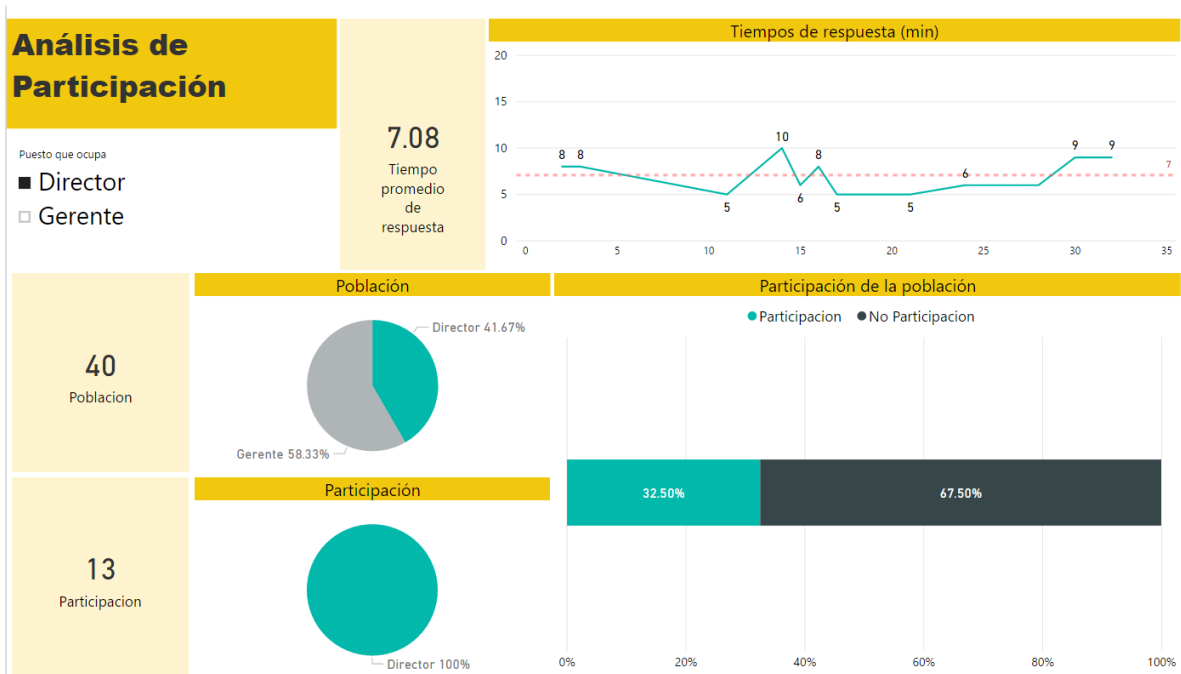 Análisis de
Participación
Puesto que ocupa
Director
Gerente
7.08
Tiempo
promedio
de
respuesta
Tiempos de respuesta (min)
20
15
10
5
0
8 8 5 10 6 8 5 5 6 9 9 7
0 5 10 15 20 25 30 35
40
Poblacion
Población
Director 41.67%
Gerente 58.33%
13
Participacion
Participación
Director 100%
Participación de la población
Participacion No Participacion
32.50% 67.50%
0% 20% 40% 60% 80% 100%